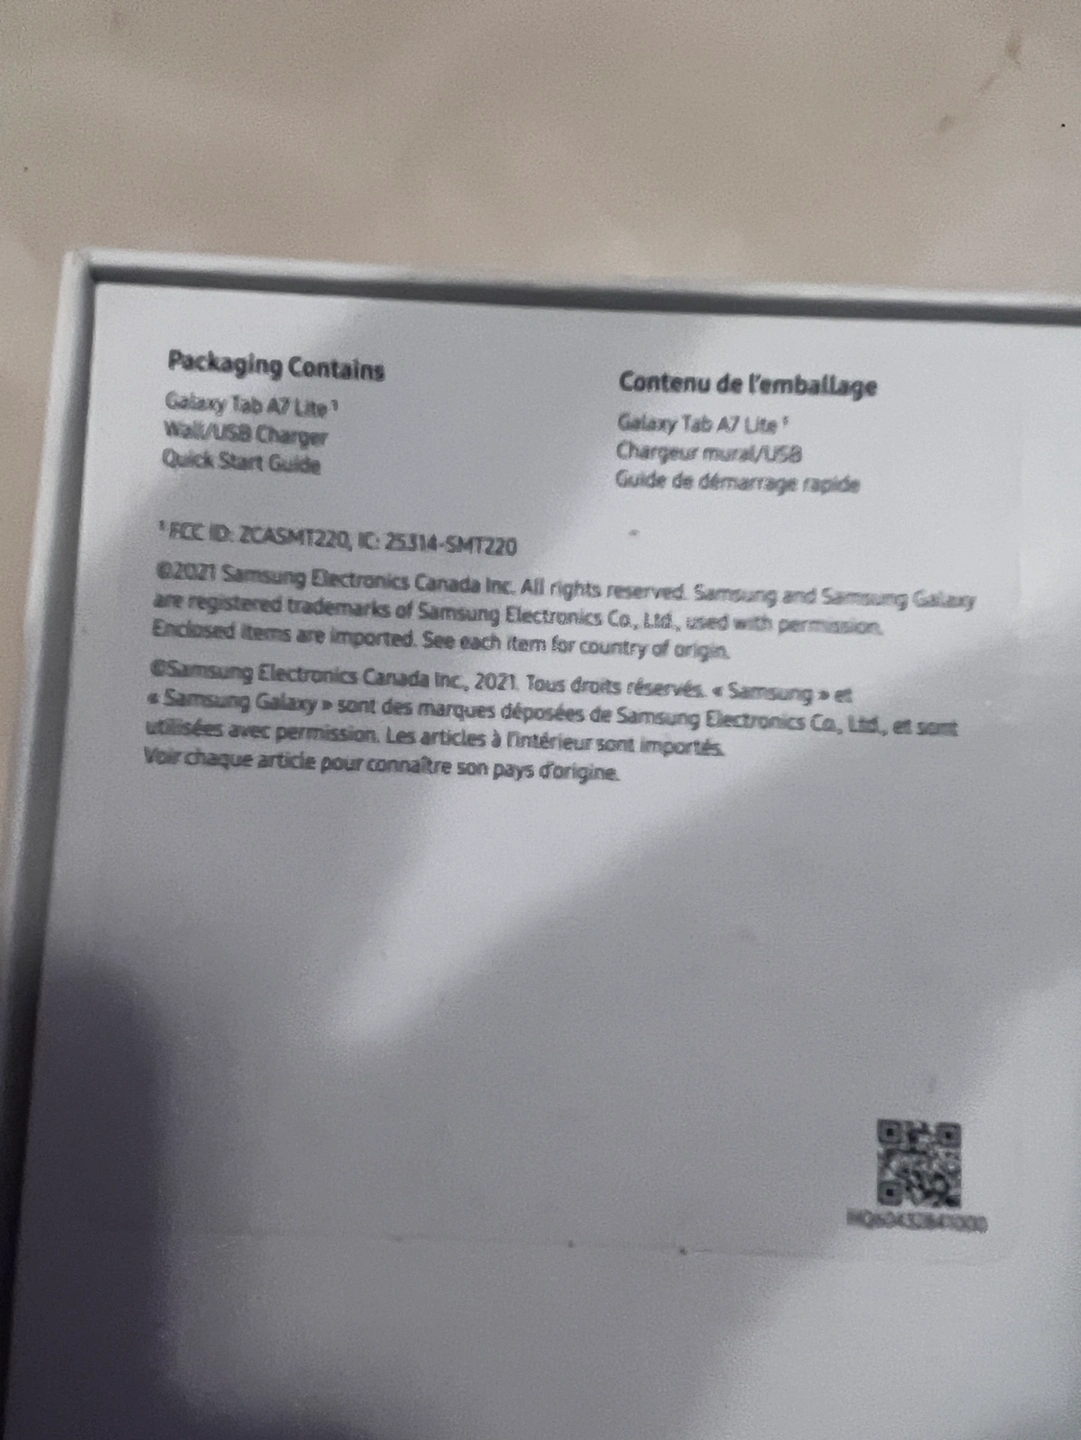 Packaging Contains
Galaxy Tab A7 Lite ¹
Wall/USB Charger
Quick Start Guide
Contenu de l'emballage
Galaxy Tab A7 Lite ¹
Chargeur mural/USB
Guide de démarrage rapide
¹ FCC ID: ZCASMT220, IC: 25314-SMT220
©2021 Samsung Electronics Canada Inc. All rights reserved. Samsung and Samsung Galaxy
are registered trademarks of Samsung Electronics Co., Ltd., used with permission.
Enclosed items are imported. See each item for country of origin.
©Samsung Electronics Canada Inc., 2021. Tous droits réservés. « Samsung » et
« Samsung Galaxy » sont des marques déposées de Samsung Electronics Co., Ltd., et sont
utilisées avec permission. Les articles à l'intérieur sont importés.
Voir chaque article pour connaître son pays d'origine.